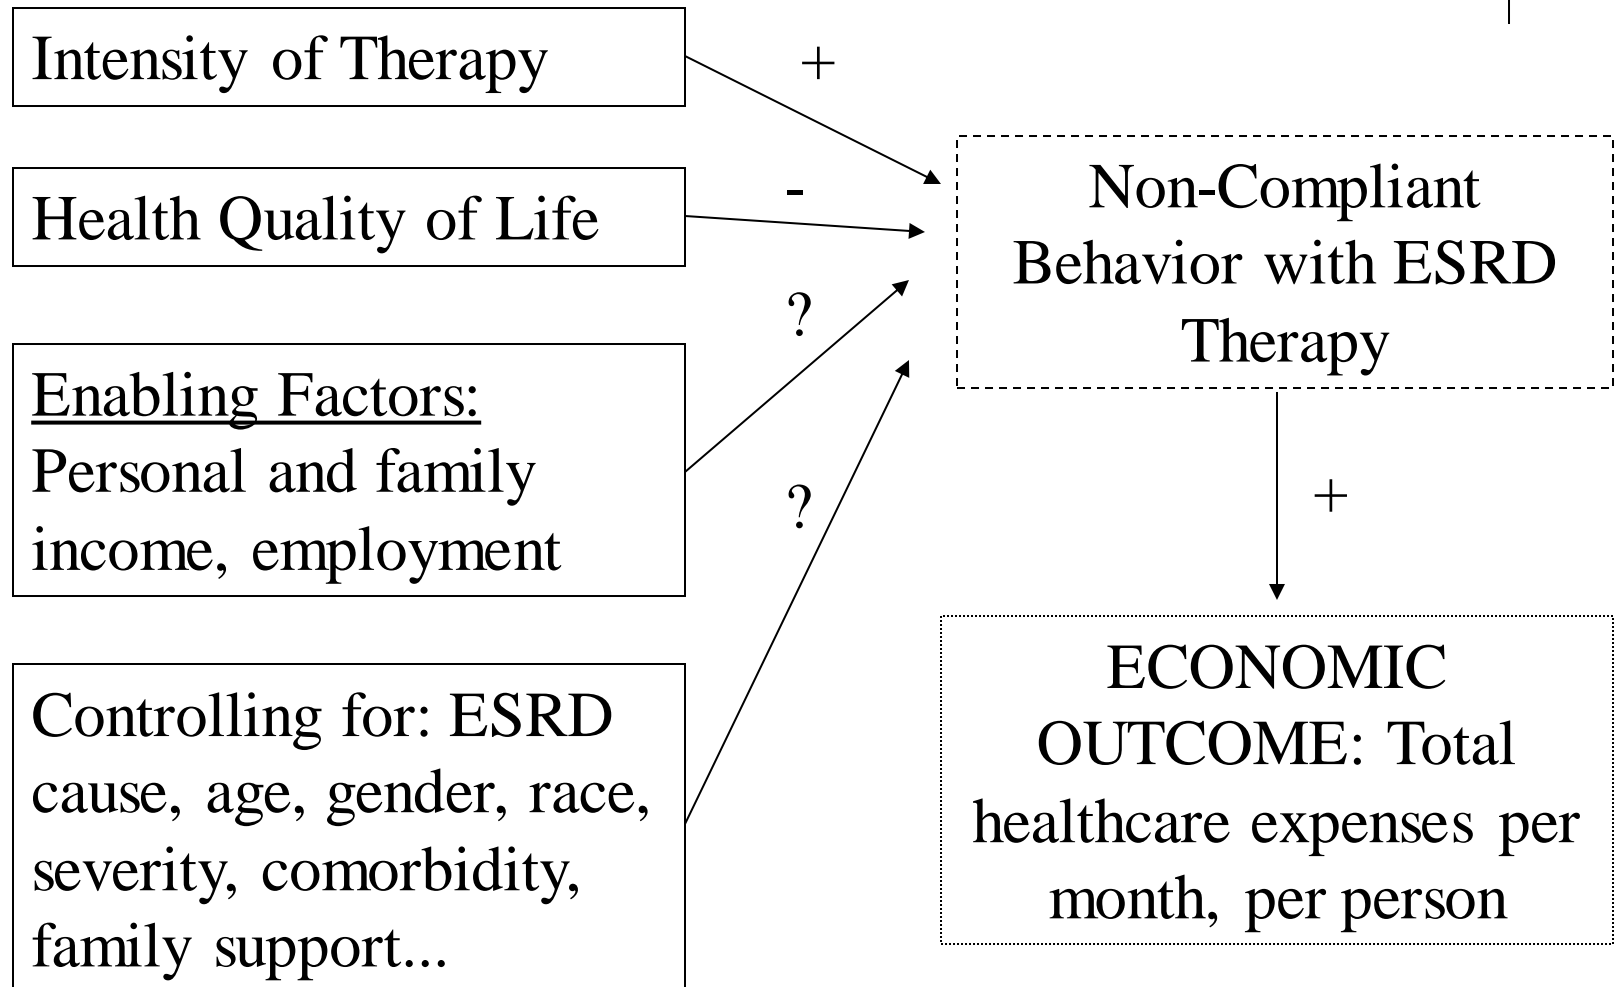 Intensity of Therapy
+
Health Quality of Life
-
Enabling Factors:
Personal and family
income, employment
?
Controlling for: ESRD
cause, age, gender, race,
severity, comorbidity,
family support...
?
Non-Compliant
Behavior with ESRD
Therapy
+
ECONOMIC
OUTCOME: Total
healthcare expenses per
month, per person